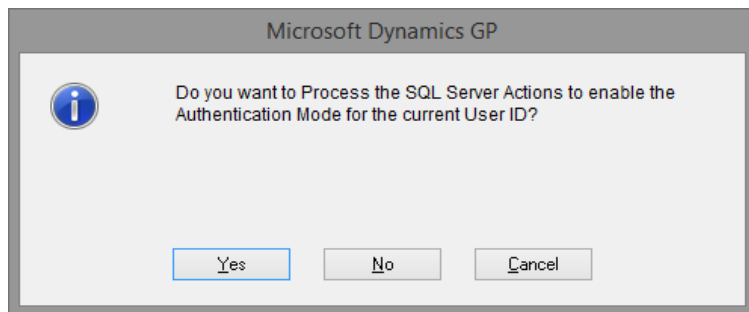 Microsoft Dynamics GP
Do you want to Process the SQL Server Actions to enable the
Authentication Mode for the current User ID?
Yes No Cancel